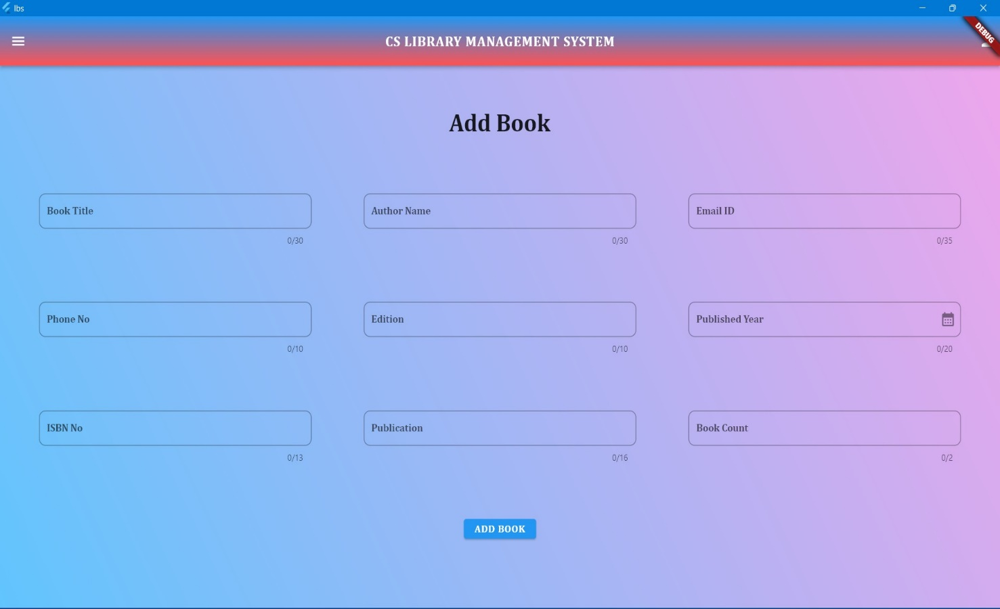 lbs
DEBUG
CS LIBRARY MANAGEMENT SYSTEM
Add Book
Book Title
Author Name
Email ID
0/30
0/30
0/35
Phone No
Edition
Published Year
0/10
0/10
0/20
ISBN No
Publication
Book Count
0/13
0/16
0/2
ADD BOOK